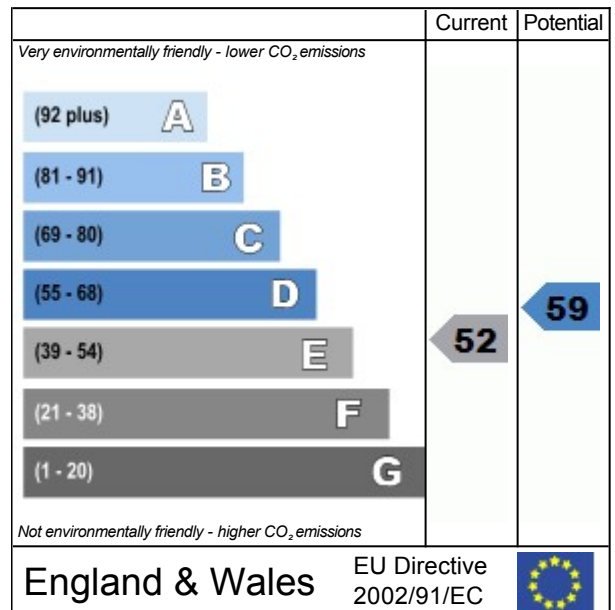 Current Potential
Very environmentally friendly - lower CO₂ emissions
(92 plus) A
(81 - 91) B
(69 - 80) C
(55 - 68) D
59
(39 - 54) E
52
(21 - 38) F
(1 - 20) G
Not environmentally friendly - higher CO₂ emissions
England & Wales
EU Directive
2002/91/EC